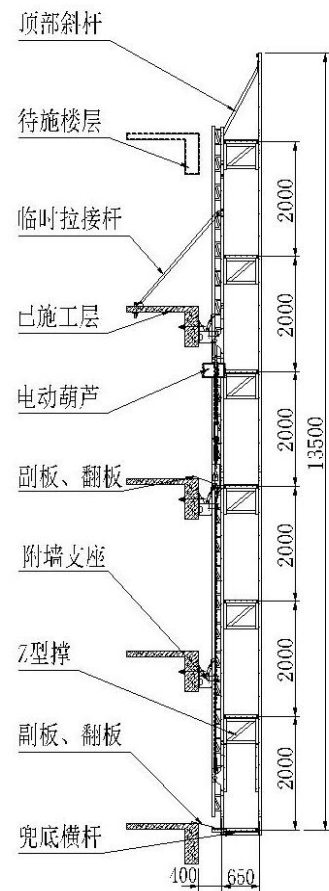 顶部斜杆
待施楼层
临时拉接杆
已施工层
电动葫芦
副板、翻板
附墙支座
Z型撑
副板、翻板
兜底横杆
2000
2000
2000
2000
2000
2000
13500
400
650